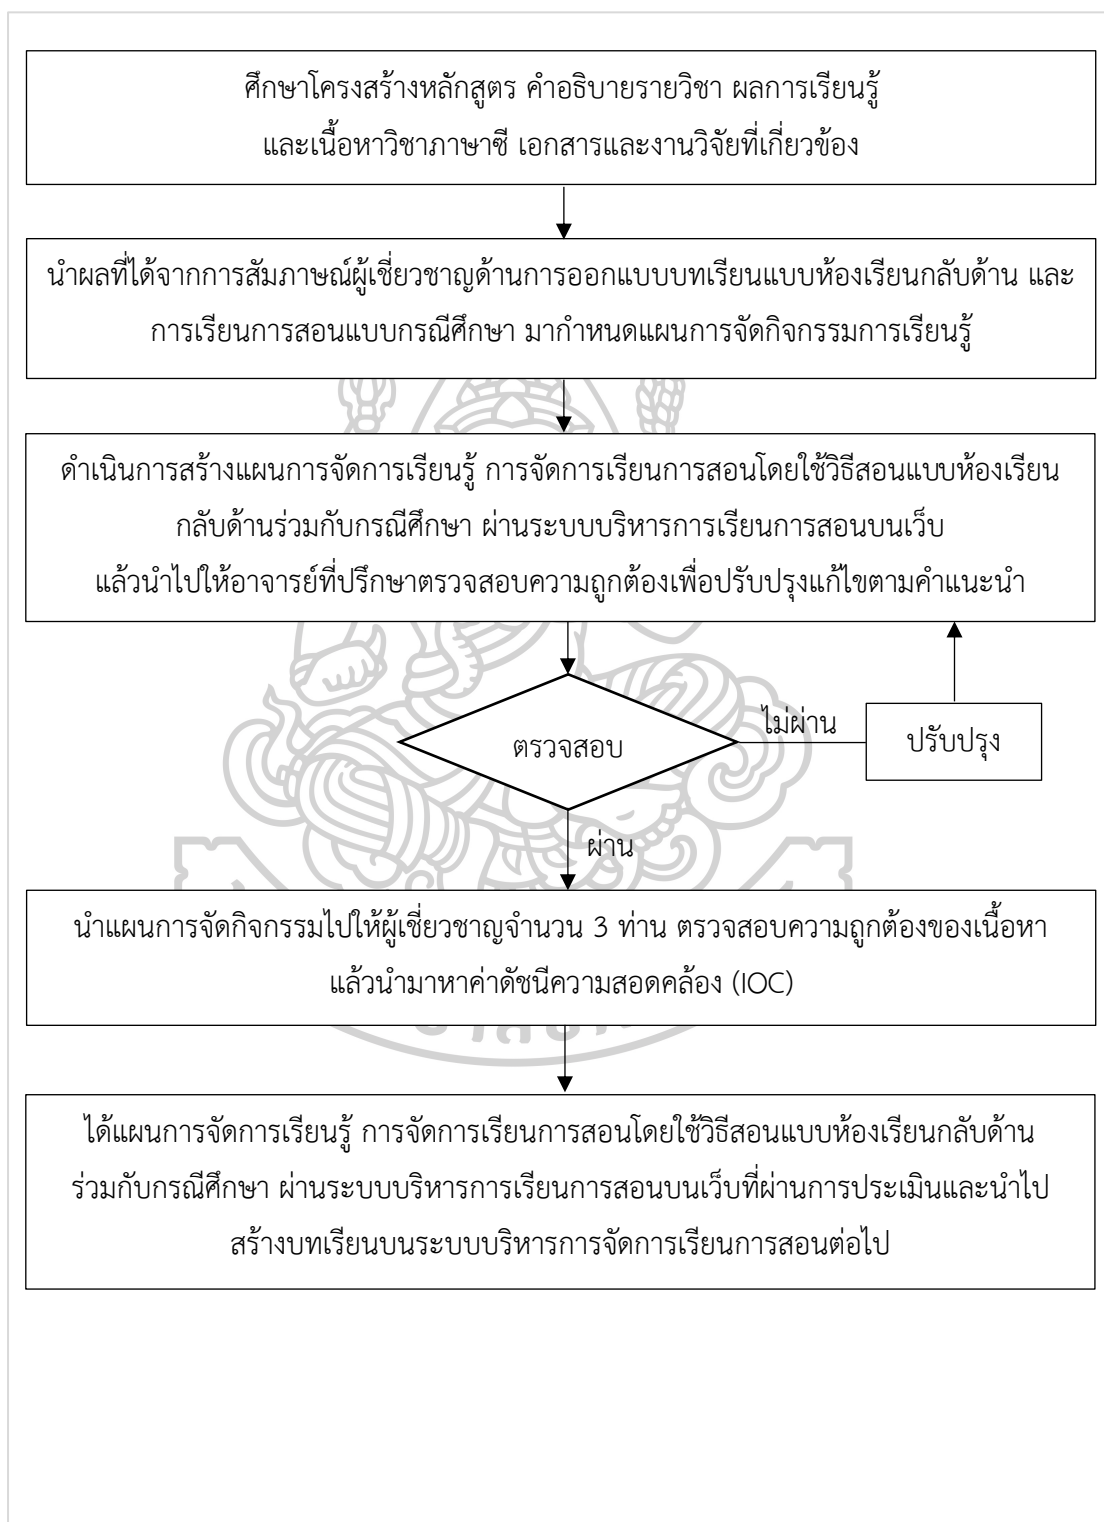 ศึกษาโครงสร้างหลักสูตร คำอธิบายรายวิชา ผลการเรียนรู้
และเนื้อหาวิชาภาษาซี เอกสารและงานวิจัยที่เกี่ยวข้อง
นำผลที่ได้จากการสัมภาษณ์ผู้เชี่ยวชาญด้านการออกแบบบทเรียนแบบห้องเรียนกลับด้าน และ
การเรียนการสอนแบบกรณีศึกษา มากำหนดแผนการจัดกิจกรรมการเรียนรู้
ดำเนินการสร้างแผนการจัดการเรียนรู้ การจัดการเรียนการสอนโดยใช้วิธีสอนแบบห้องเรียน
กลับด้านร่วมกับกรณีศึกษา ผ่านระบบบริหารการเรียนการสอนบนเว็บ
แล้วนำไปให้อาจารย์ที่ปรึกษาตรวจสอบความถูกต้องเพื่อปรับปรุงแก้ไขตามคำแนะนำ
ตรวจสอบ
ไม่ผ่าน
ปรับปรุง
ผ่าน
นำแผนการจัดกิจกรรมไปให้ผู้เชี่ยวชาญจำนวน 3 ท่าน ตรวจสอบความถูกต้องของเนื้อหา
แล้วนำมาหาค่าดัชนีความสอดคล้อง (IOC)
ได้แผนการจัดการเรียนรู้ การจัดการเรียนการสอนโดยใช้วิธีสอนแบบห้องเรียนกลับด้าน
ร่วมกับกรณีศึกษา ผ่านระบบบริหารการเรียนการสอนบนเว็บที่ผ่านการประเมินและนำไป
สร้างบทเรียนบนระบบบริหารการจัดการเรียนการสอนต่อไป